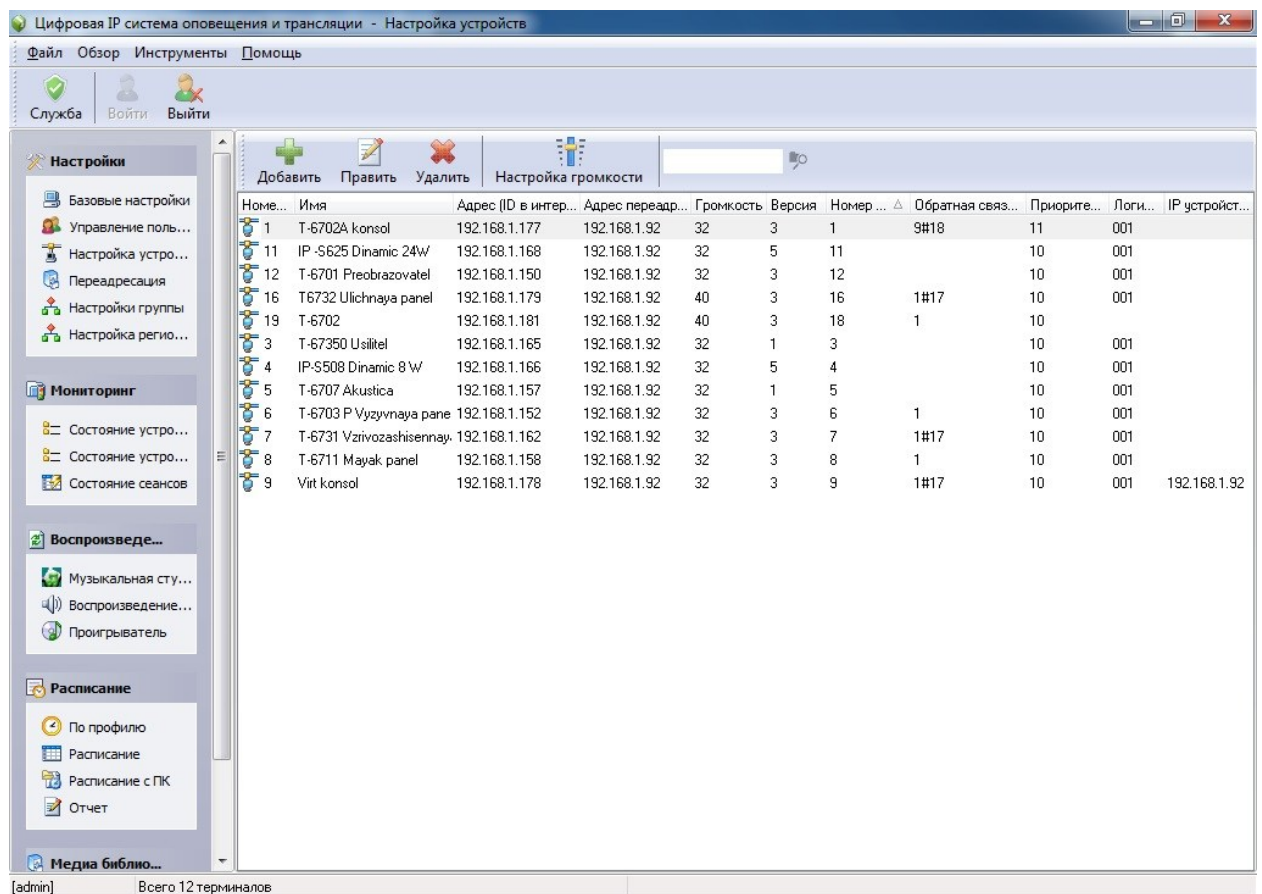 Цифровая IP система оповещения и трансляции - Настройка устройств
Файл Обзор Инструменты Помощь
Служба Войти Выйти
Настройки
Базовые настройки
Управление поль...
Настройка устро...
Переадресация
Настройки группы
Настройка регио...
Мониторинг
Состояние устро...
Состояние устро...
Состояние сеансов
Воспроизведе...
Музыкальная сту...
Воспроизведение...
Проигрыватель
Расписание
По профилю
Расписание
Расписание с ПК
Отчет
Медиа библио...
Добавить Править Удалить Настройка громкости
Номе... Имя Адрес (ID в интер... Адрес переадр... Громкость Версия Номер ... Обратная связ... Приорите... Логи... IP устройст...
1 T-6702A konsol 192.168.1.177 192.168.1.92 32 3 1 9#18 11 001
11 IP -S625 Dinamic 24W 192.168.1.168 192.168.1.92 32 5 11 10 001
12 T-6701 Preobrazovatel 192.168.1.150 192.168.1.92 32 3 12 10 001
16 T6732 Ulichnaya panel 192.168.1.179 192.168.1.92 40 3 16 1#17 10 001
19 T-6702 192.168.1.181 192.168.1.92 40 3 18 1 10
3 T-67350 Usilitel 192.168.1.165 192.168.1.92 32 1 3 10 001
4 IP-S508 Dinamic 8 W 192.168.1.166 192.168.1.92 32 5 4 10 001
5 T-6707 Akustica 192.168.1.157 192.168.1.92 32 1 5 10 001
6 T-6703 P Vyzyvnaya pane 192.168.1.152 192.168.1.92 32 3 6 1 10 001
7 T-6731 Vzrivozashisennay. 192.168.1.162 192.168.1.92 32 3 7 1#17 10 001
8 T-6711 Mayak panel 192.168.1.158 192.168.1.92 32 3 8 1 10 001
9 Virt konsol 192.168.1.178 192.168.1.92 32 3 9 1#17 10 001 192.168.1.92
[admin] Всего 12 терминалов